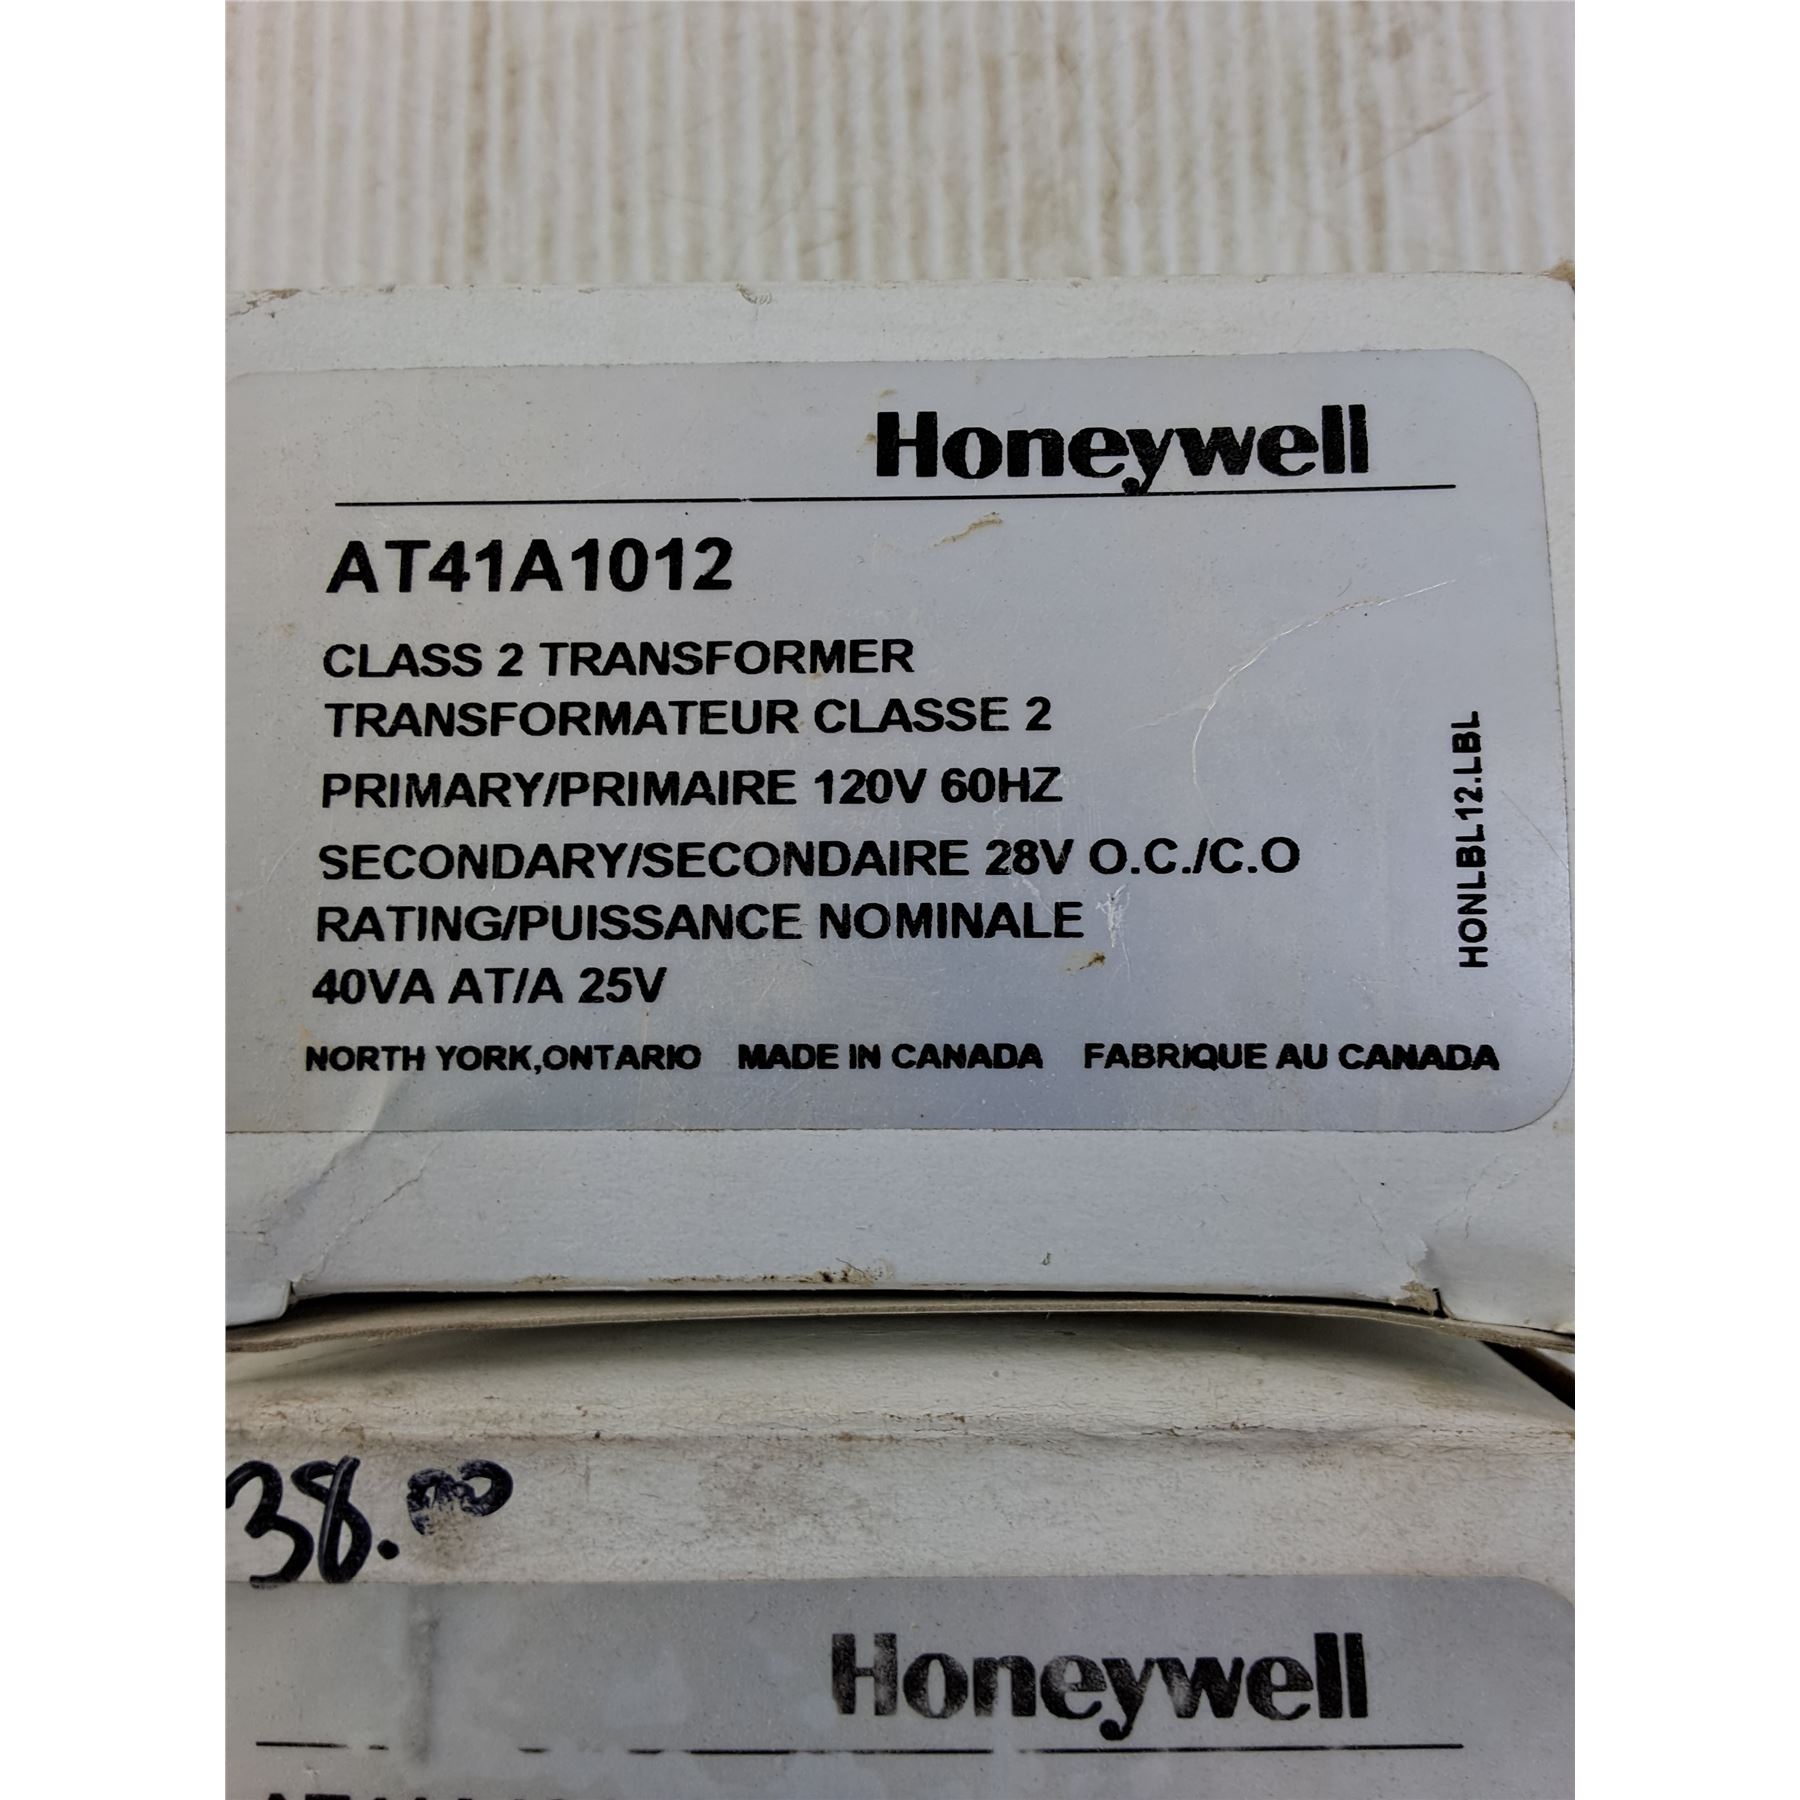 Honeywell
AT41A1012
CLASS 2 TRANSFORMER
TRANSFORMATEUR CLASSE 2
PRIMARY/PRIMAIRE 120V 60HZ
SECONDARY/SECONDAIRE 28V O.C./C.O
RATING/PUISSANCE NOMINALE
40VA AT/A 25V
NORTH YORK,ONTARIO MADE IN CANADA FABRIQUE AU CANADA
HONLBL12.LBL
38.00
Honeywell